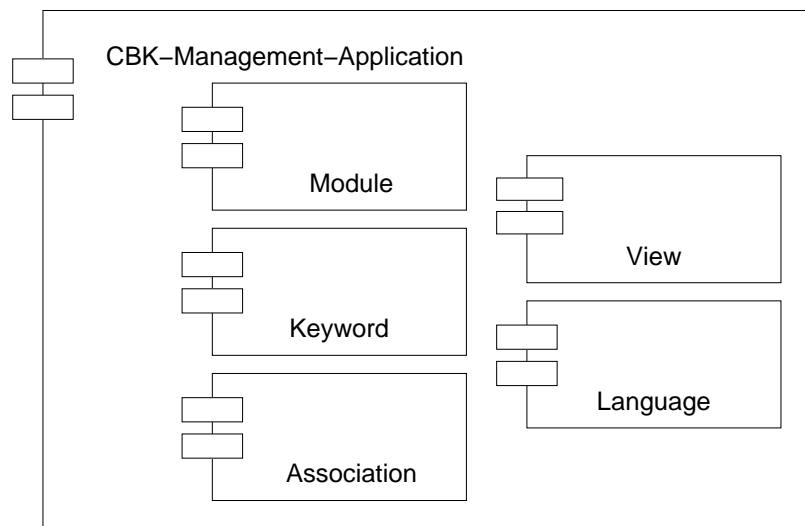 CBK–Management–Application
Module
View
Keyword
Language
Association